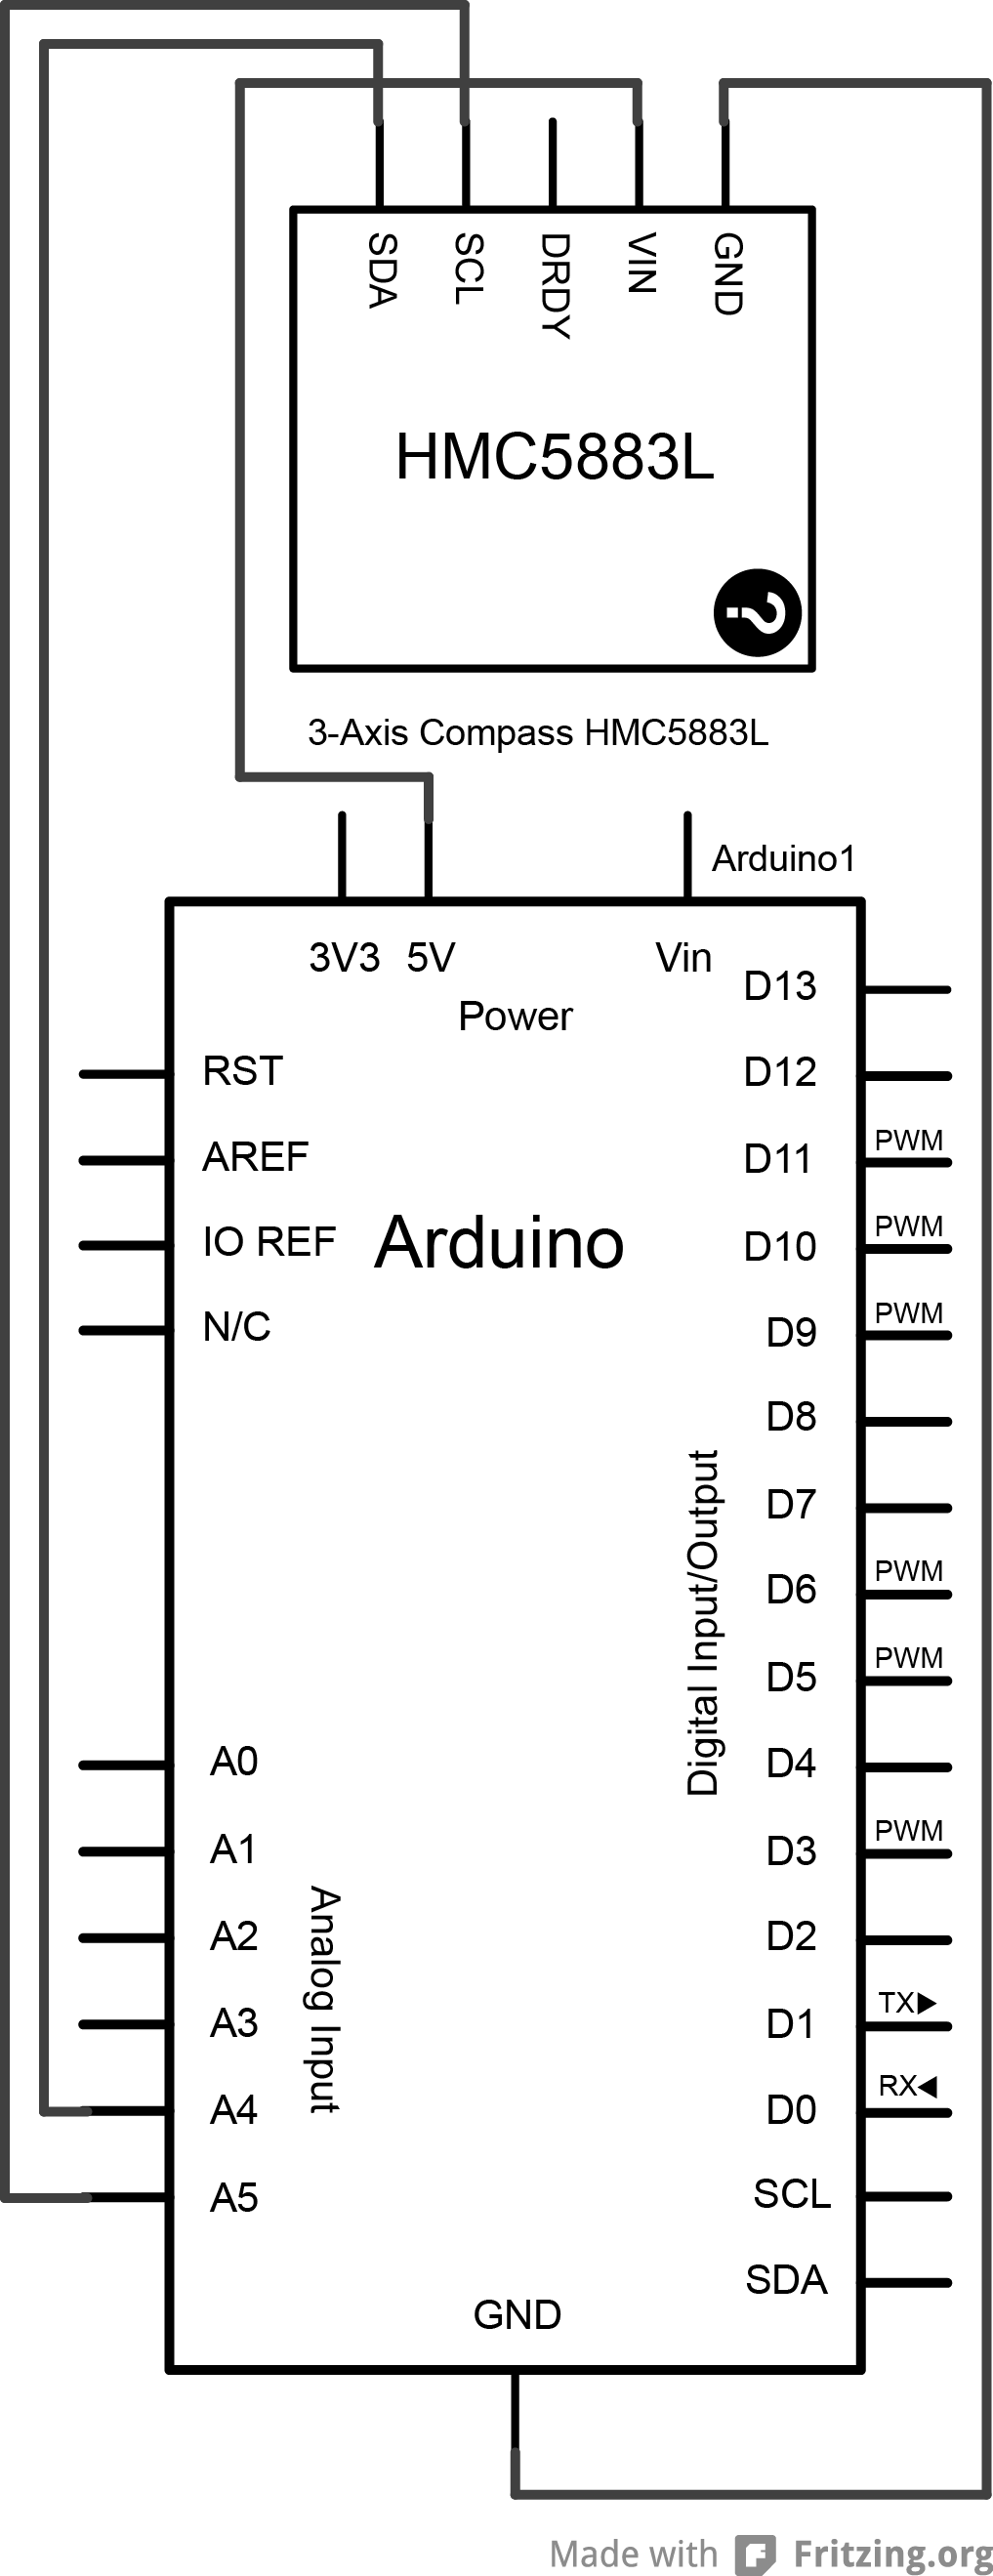 SDA
SCL
DRDY
VIN
GND
HMC5883L
?
3-Axis Compass HMC5883L
Arduino1
3V3 5V Vin
Power
D13
RST
D12
AREF
PWM
D11
IO REF
Arduino
PWM
D10
N/C
PWM
D9
D8
D7
Digital Input/Output
PWM
D6
PWM
D5
A0
D4
A1
PWM
D3
Analog Input
A2
D2
A3
TX
D1
A4
RX
D0
A5
SCL
SDA
GND
Made with Fritzing.org